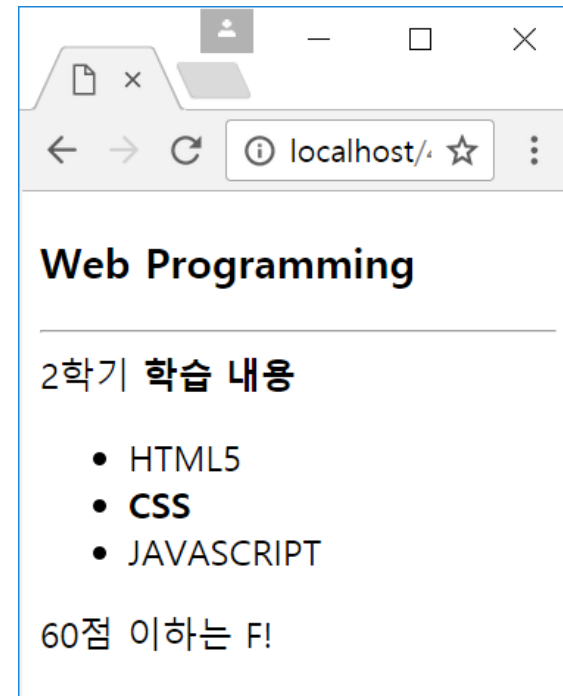 localhost/
Web Programming
2학기 학습 내용
HTML5
CSS
JAVASCRIPT
60점 이하는 F!